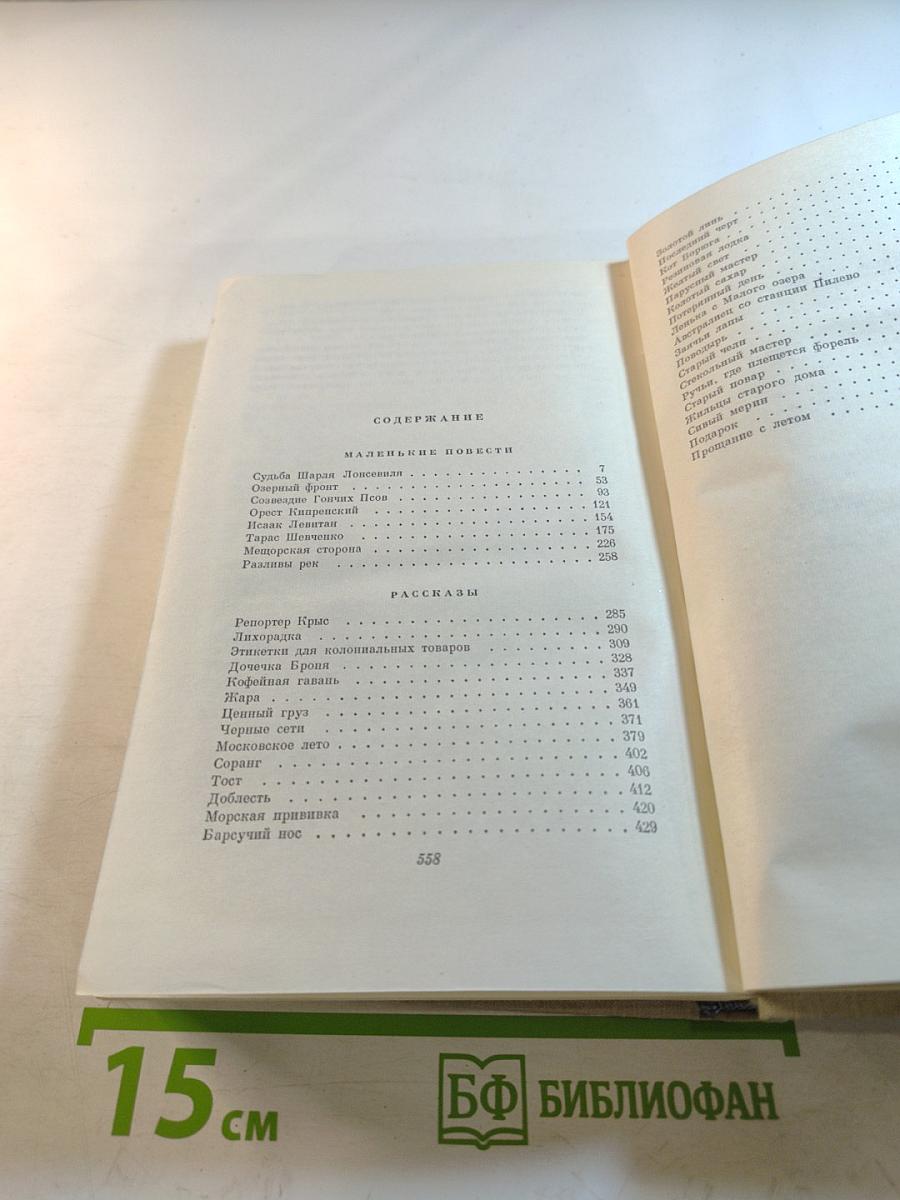 СОДЕРЖАНИЕ
МАЛЕНЬКИЕ ПОВЕСТИ
Судьба Шарля Лонсевиля . . . . . . . . . . . . . 7
Озерный фронт . . . . . . . . . . . . . . . . 53
Созвездие Гончих Псов . . . . . . . . . . . . . 93
Орест Кипренский . . . . . . . . . . . . . . . 121
Исаак Левитан . . . . . . . . . . . . . . . . 154
Тарас Шевченко . . . . . . . . . . . . . . . 175
Мещорская сторона . . . . . . . . . . . . . . 226
Разливы рек . . . . . . . . . . . . . . . . . 258
РАССКАЗЫ
Репортер Крыс . . . . . . . . . . . . . . . . 285
Лихорадка . . . . . . . . . . . . . . . . . . 290
Этикетки для колониальных товаров . . . . . . . . 309
Дочечка Броня . . . . . . . . . . . . . . . . 328
Кофейная гавань . . . . . . . . . . . . . . . 337
Жара . . . . . . . . . . . . . . . . . . . . 349
Ценный груз . . . . . . . . . . . . . . . . . 361
Черные сети . . . . . . . . . . . . . . . . . 371
Московское лето . . . . . . . . . . . . . . . 379
Соранг . . . . . . . . . . . . . . . . . . . 402
Тост . . . . . . . . . . . . . . . . . . . . 406
Доблесть . . . . . . . . . . . . . . . . . . 412
Морская прививка . . . . . . . . . . . . . . . 420
Барсучий нос . . . . . . . . . . . . . . . . . 429
558
Золотой линь
Последний черт
Кот Ворюга
Резиновая лодка
Желтый свет
Парусный мастер
Колотый сахар
Потерянный день
Ленька с Малого озера
Австралиец со станции Пилево
Заячьи лапы
Поводырь
Старый челн
Стекольный мастер
Ручьи, где плещется форель
Старый повар
Жильцы старого дома
Сивый мерин
Подарок
Прощание с летом
15 см
БФ БИБЛИОФАН